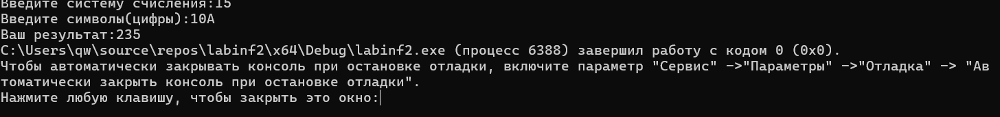 Введите систему счисления:15
Введите символы(цифры):10A
Ваш результат:235
C:\Users\qw\source\repos\labinf2\x64\Debug\labinf2.exe (процесс 6388) завершил работу с кодом 0 (0x0).
Чтобы автоматически закрывать консоль при остановке отладки, включите параметр "Сервис" ->"Параметры" ->"Отладка" -> "Ав
томатически закрыть консоль при остановке отладки".
Нажмите любую клавишу, чтобы закрыть это окно: